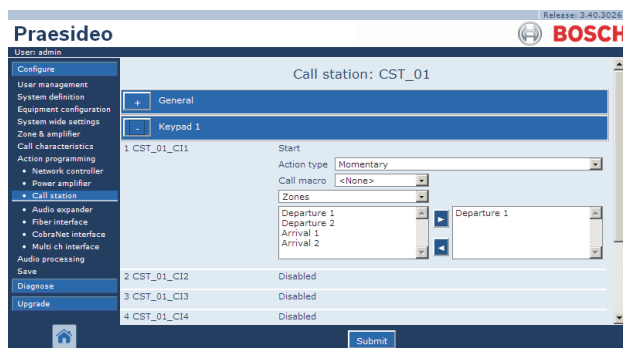 Release: 3.40.3026
Praesideo
BOSCH
User: admin
Configure
User management
System definition
Equipment configuration
System wide settings
Zone & amplifier
Call characteristics
Action programming
• Network controller
• Power amplifier
• Call station
• Audio expander
• Fiber interface
• CobraNet interface
• Multi ch interface
Audio processing
Save
Diagnose
Upgrade
Call station: CST_01
+ General
- Keypad 1
1 CST_01_CI1 Start
Action type Momentary
Call macro <None>
Zones
Departure 1
Departure 2
Arrival 1
Arrival 2
Departure 1
2 CST_01_CI2 Disabled
3 CST_01_CI3 Disabled
4 CST_01_CI4 Disabled
Submit